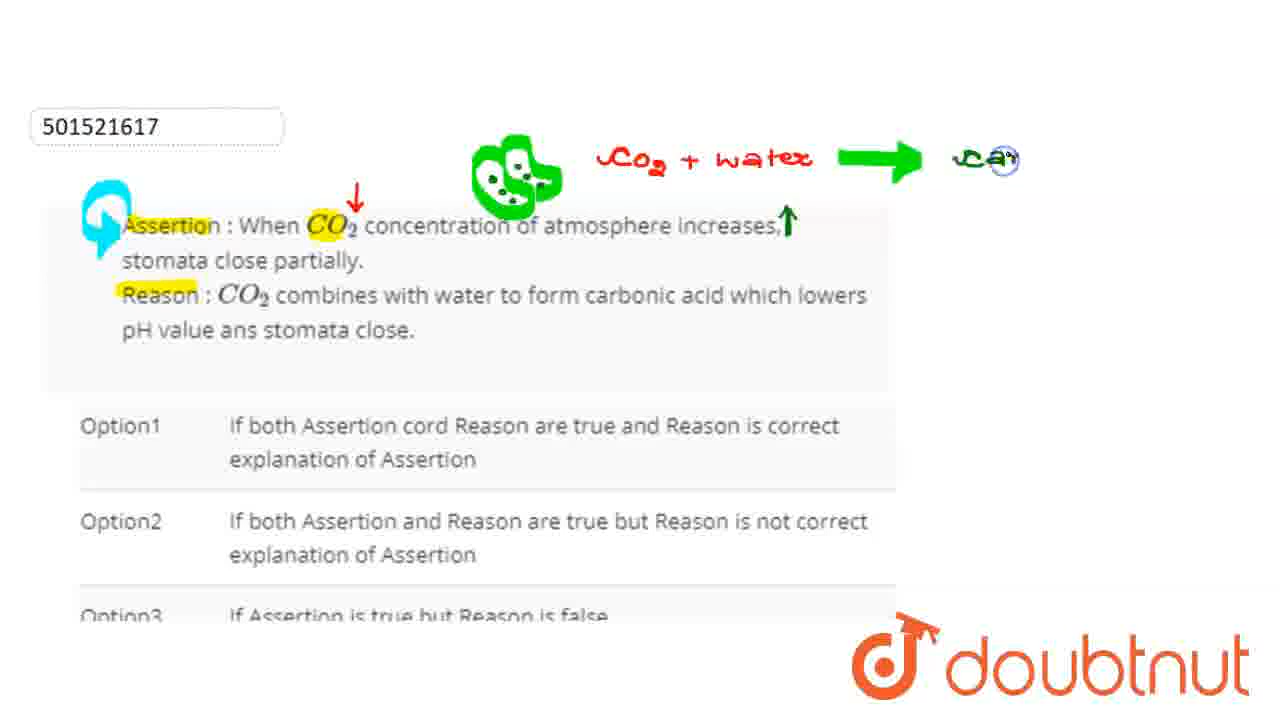 501521617
CO2 + water → ca
Assertion : When CO₂ concentration of atmosphere increases,
stomata close partially.
Reason : CO₂ combines with water to form carbonic acid which lowers
pH value ans stomata close.
Option1 If both Assertion cord Reason are true and Reason is correct
explanation of Assertion
Option2 If both Assertion and Reason are true but Reason is not correct
explanation of Assertion
Option3 If Assertion is true but Reason is false
doubtnut